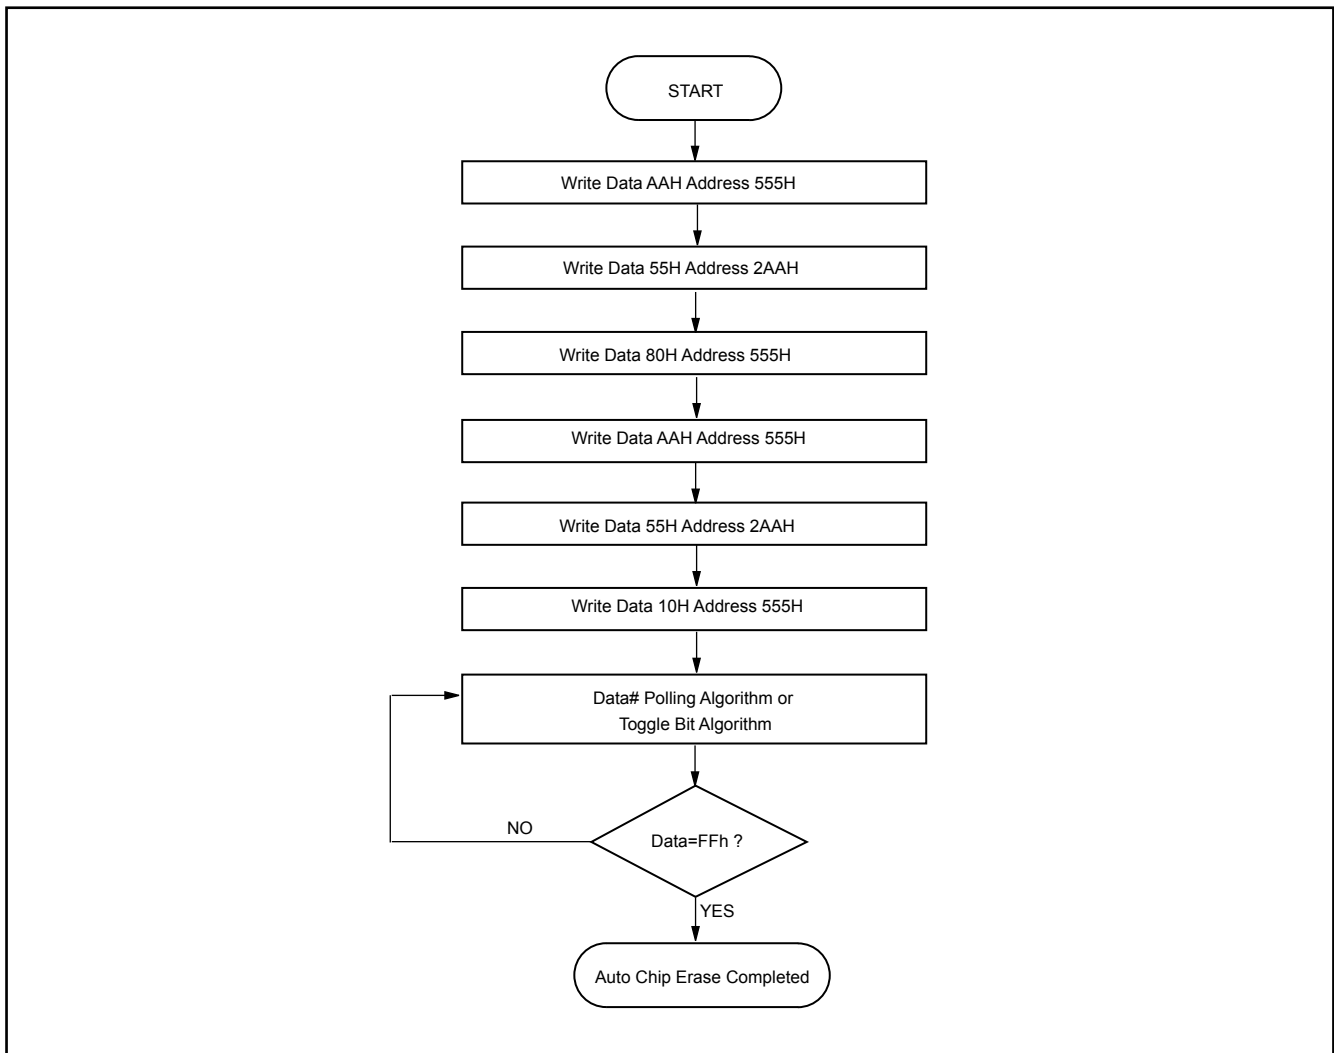 START
Write Data AAH Address 555H
Write Data 55H Address 2AAH
Write Data 80H Address 555H
Write Data AAH Address 555H
Write Data 55H Address 2AAH
Write Data 10H Address 555H
Data# Polling Algorithm or
Toggle Bit Algorithm
NO
Data=FFh ?
YES
Auto Chip Erase Completed